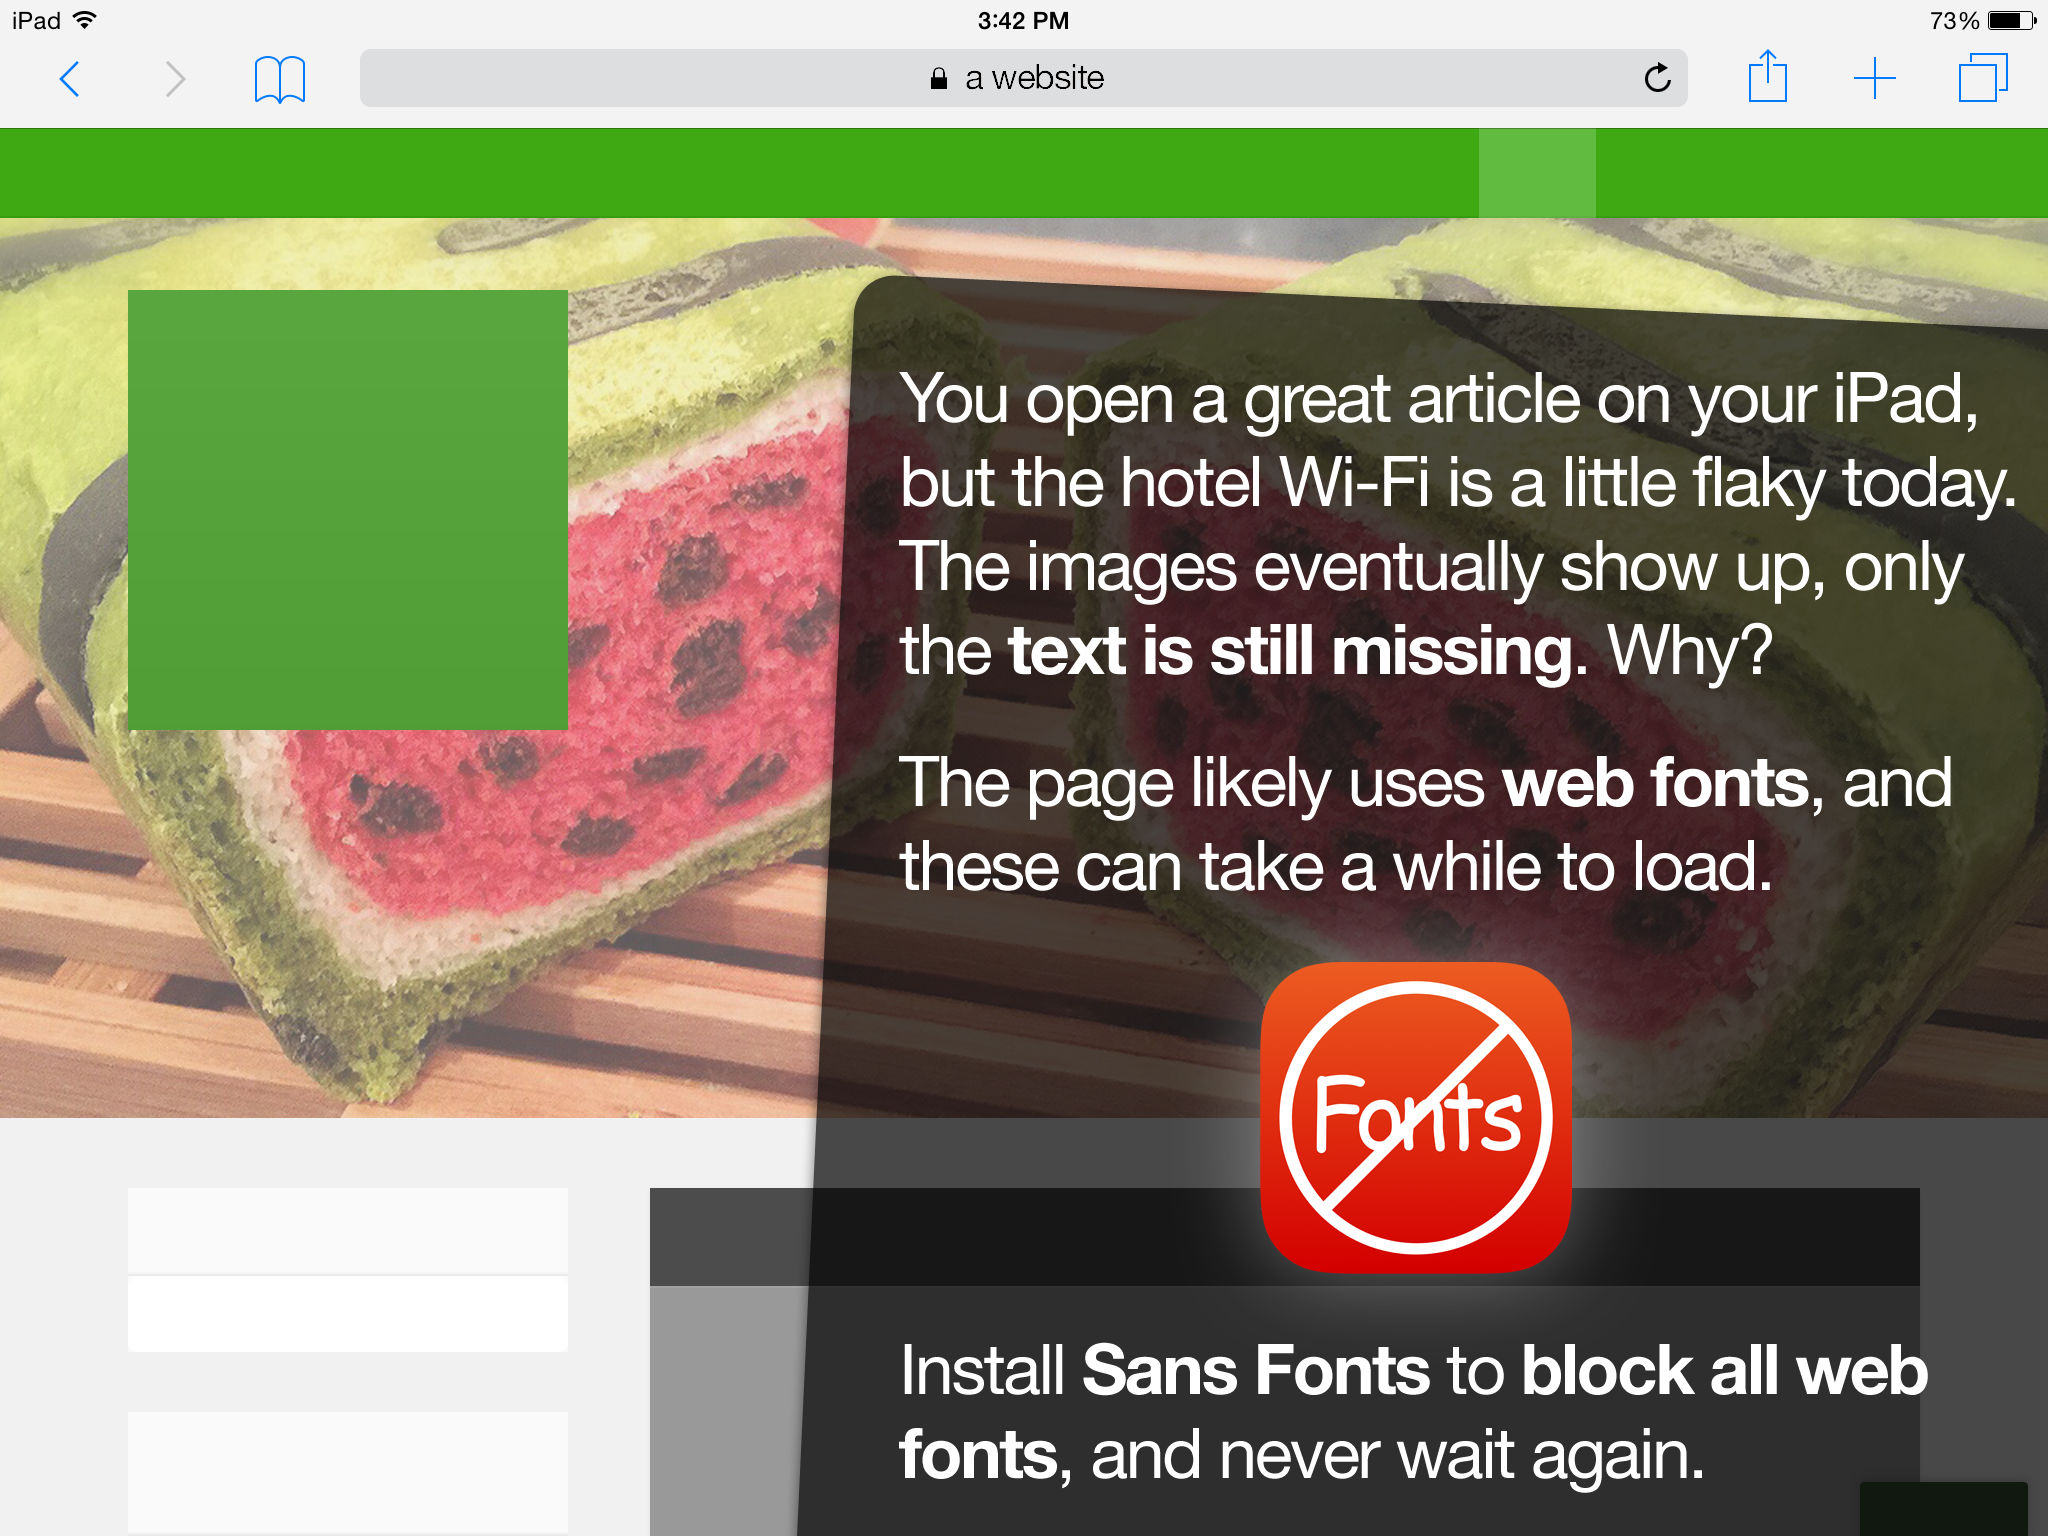 iPad
3:42 PM
73%
a website
You open a great article on your iPad,
but the hotel Wi-Fi is a little flaky today.
The images eventually show up, only
the text is still missing. Why?
The page likely uses web fonts, and
these can take a while to load.
Fonts
Install Sans Fonts to block all web
fonts, and never wait again.